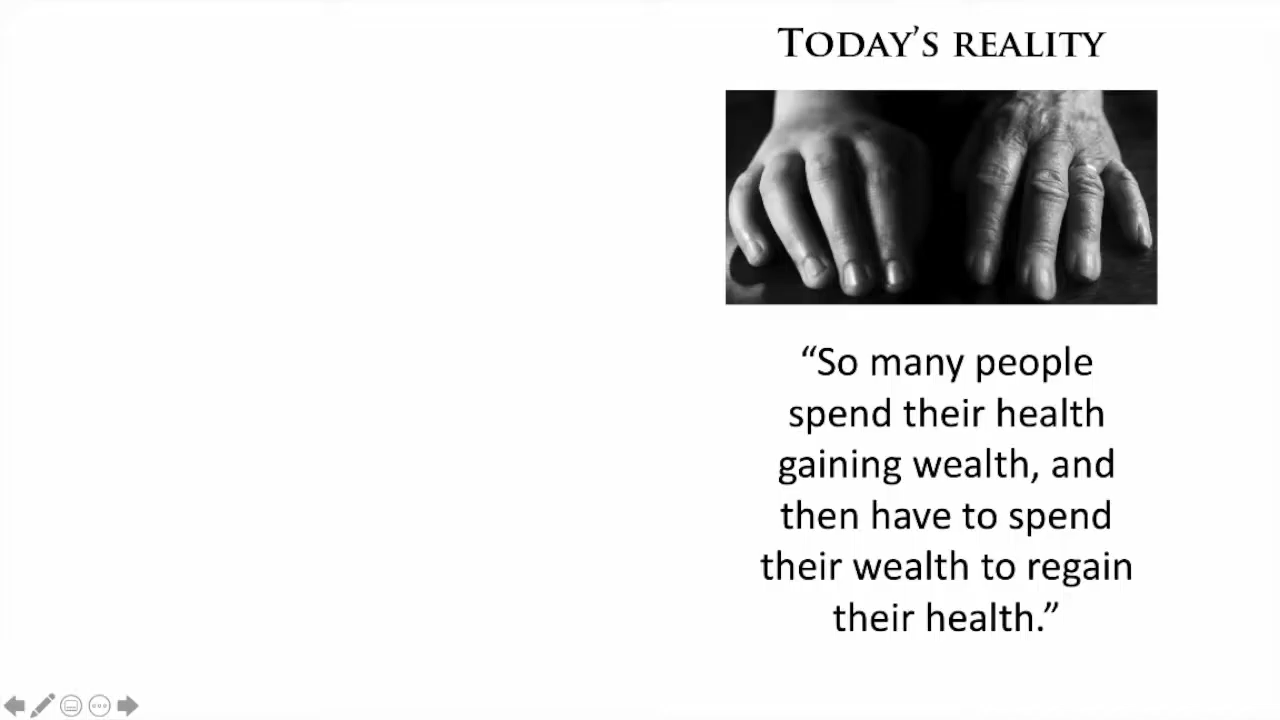 TODAY’S REALITY
“So many people
spend their health
gaining wealth, and
then have to spend
their wealth to regain
their health.”